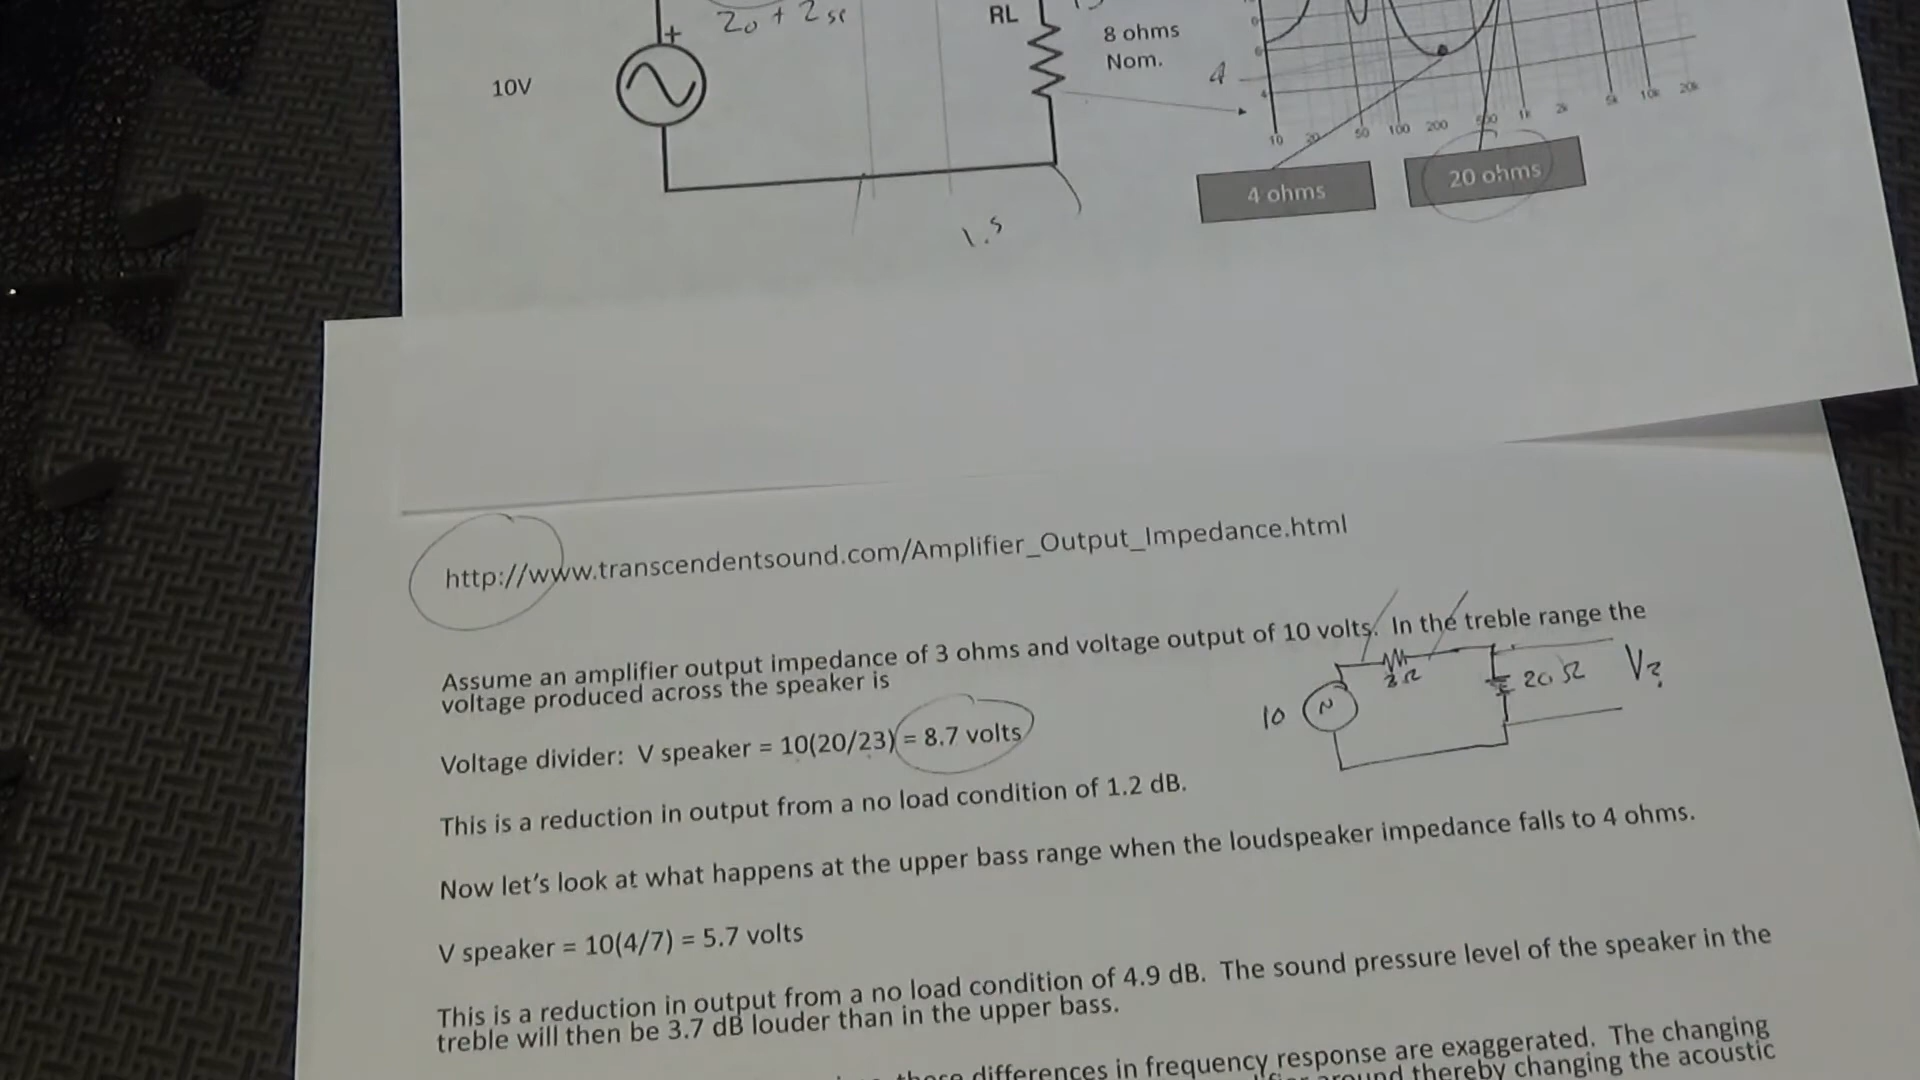 Zo + Zsc
RL
8 ohms
Nom.
10V
4
10 20 50 100 200 500 1k 2k 5k 10k 20k
4 ohms
20 ohms
1.5
http://www.transcendentsound.com/Amplifier_Output_Impedance.html
Assume an amplifier output impedance of 3 ohms and voltage output of 10 volts. In the treble range the
voltage produced across the speaker is
10
3Ω
20 Ω
V?
Voltage divider: V speaker = 10(20/23) = 8.7 volts
This is a reduction in output from a no load condition of 1.2 dB.
Now let's look at what happens at the upper bass range when the loudspeaker impedance falls to 4 ohms.
V speaker = 10(4/7) = 5.7 volts
This is a reduction in output from a no load condition of 4.9 dB. The sound pressure level of the speaker in the
treble will then be 3.7 dB louder than in the upper bass.
these differences in frequency response are exaggerated. The changing
around thereby changing the acoustic